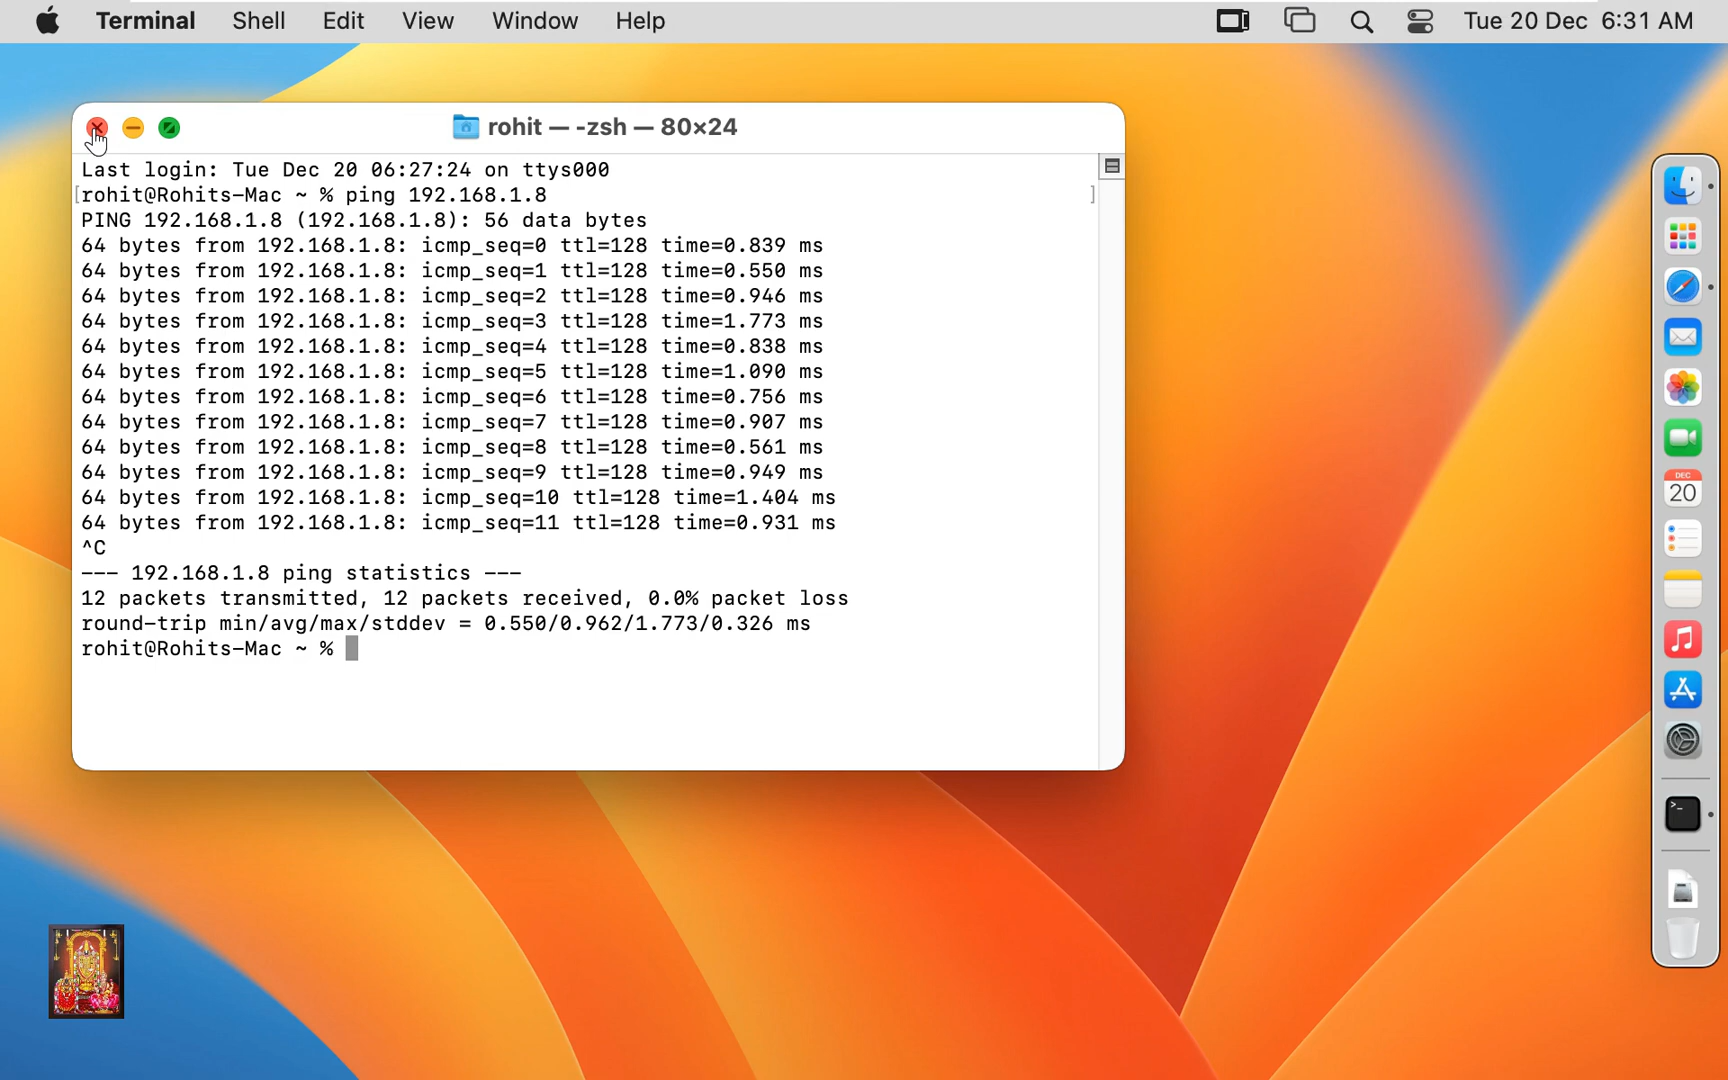 Terminal Shell Edit View Window Help Tue 20 Dec 6:31 AM
rohit — -zsh — 80×24
Last login: Tue Dec 20 06:27:24 on ttys000
[rohit@Rohits-Mac ~ % ping 192.168.1.8 ]
PING 192.168.1.8 (192.168.1.8): 56 data bytes
64 bytes from 192.168.1.8: icmp_seq=0 ttl=128 time=0.839 ms
64 bytes from 192.168.1.8: icmp_seq=1 ttl=128 time=0.550 ms
64 bytes from 192.168.1.8: icmp_seq=2 ttl=128 time=0.946 ms
64 bytes from 192.168.1.8: icmp_seq=3 ttl=128 time=1.773 ms
64 bytes from 192.168.1.8: icmp_seq=4 ttl=128 time=0.838 ms
64 bytes from 192.168.1.8: icmp_seq=5 ttl=128 time=1.090 ms
64 bytes from 192.168.1.8: icmp_seq=6 ttl=128 time=0.756 ms
64 bytes from 192.168.1.8: icmp_seq=7 ttl=128 time=0.907 ms
64 bytes from 192.168.1.8: icmp_seq=8 ttl=128 time=0.561 ms
64 bytes from 192.168.1.8: icmp_seq=9 ttl=128 time=0.949 ms
64 bytes from 192.168.1.8: icmp_seq=10 ttl=128 time=1.404 ms
64 bytes from 192.168.1.8: icmp_seq=11 ttl=128 time=0.931 ms
^C
--- 192.168.1.8 ping statistics ---
12 packets transmitted, 12 packets received, 0.0% packet loss
round-trip min/avg/max/stddev = 0.550/0.962/1.773/0.326 ms
rohit@Rohits-Mac ~ %
DEC
20
>_